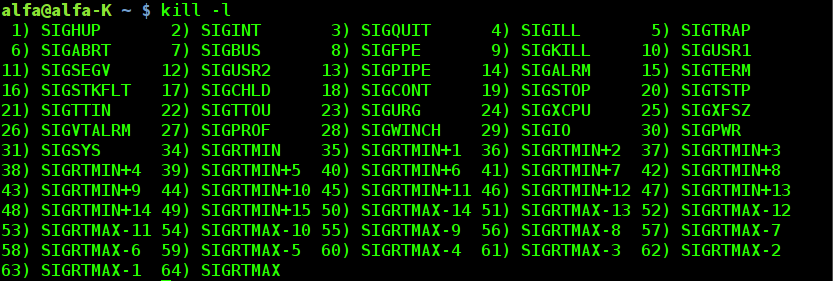 alfa@alfa-K ~ $ kill -l
 1) SIGHUP       2) SIGINT       3) SIGQUIT      4) SIGILL       5) SIGTRAP
 6) SIGABRT      7) SIGBUS       8) SIGFPE       9) SIGKILL     10) SIGUSR1
11) SIGSEGV     12) SIGUSR2     13) SIGPIPE     14) SIGALRM     15) SIGTERM
16) SIGSTKFLT   17) SIGCHLD     18) SIGCONT     19) SIGSTOP     20) SIGTSTP
21) SIGTTIN     22) SIGTTOU     23) SIGURG      24) SIGXCPU     25) SIGXFSZ
26) SIGVTALRM   27) SIGPROF     28) SIGWINCH    29) SIGIO       30) SIGPWR
31) SIGSYS      34) SIGRTMIN    35) SIGRTMIN+1  36) SIGRTMIN+2  37) SIGRTMIN+3
38) SIGRTMIN+4  39) SIGRTMIN+5  40) SIGRTMIN+6  41) SIGRTMIN+7  42) SIGRTMIN+8
43) SIGRTMIN+9  44) SIGRTMIN+10 45) SIGRTMIN+11 46) SIGRTMIN+12 47) SIGRTMIN+13
48) SIGRTMIN+14 49) SIGRTMIN+15 50) SIGRTMAX-14 51) SIGRTMAX-13 52) SIGRTMAX-12
53) SIGRTMAX-11 54) SIGRTMAX-10 55) SIGRTMAX-9  56) SIGRTMAX-8  57) SIGRTMAX-7
58) SIGRTMAX-6  59) SIGRTMAX-5  60) SIGRTMAX-4  61) SIGRTMAX-3  62) SIGRTMAX-2
63) SIGRTMAX-1  64) SIGRTMAX